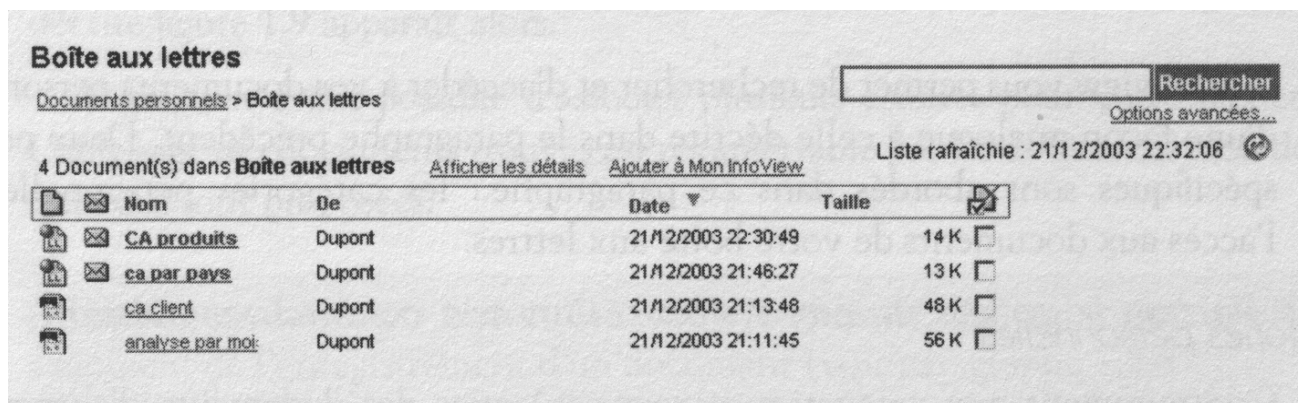 Boîte aux lettres
Rechercher
Documents personnels > Boîte aux lettres
Options avancées...
4 Document(s) dans Boîte aux lettres Afficher les détails Ajouter à Mon InfoView Liste rafraîchie : 21/12/2003 22:32:06
Nom De Date Taille
CA produits Dupont 21/12/2003 22:30:49 14 K
ca par pays Dupont 21/12/2003 21:46:27 13 K
ca client Dupont 21/12/2003 21:13:48 48 K
analyse par moi Dupont 21/12/2003 21:11:45 56 K